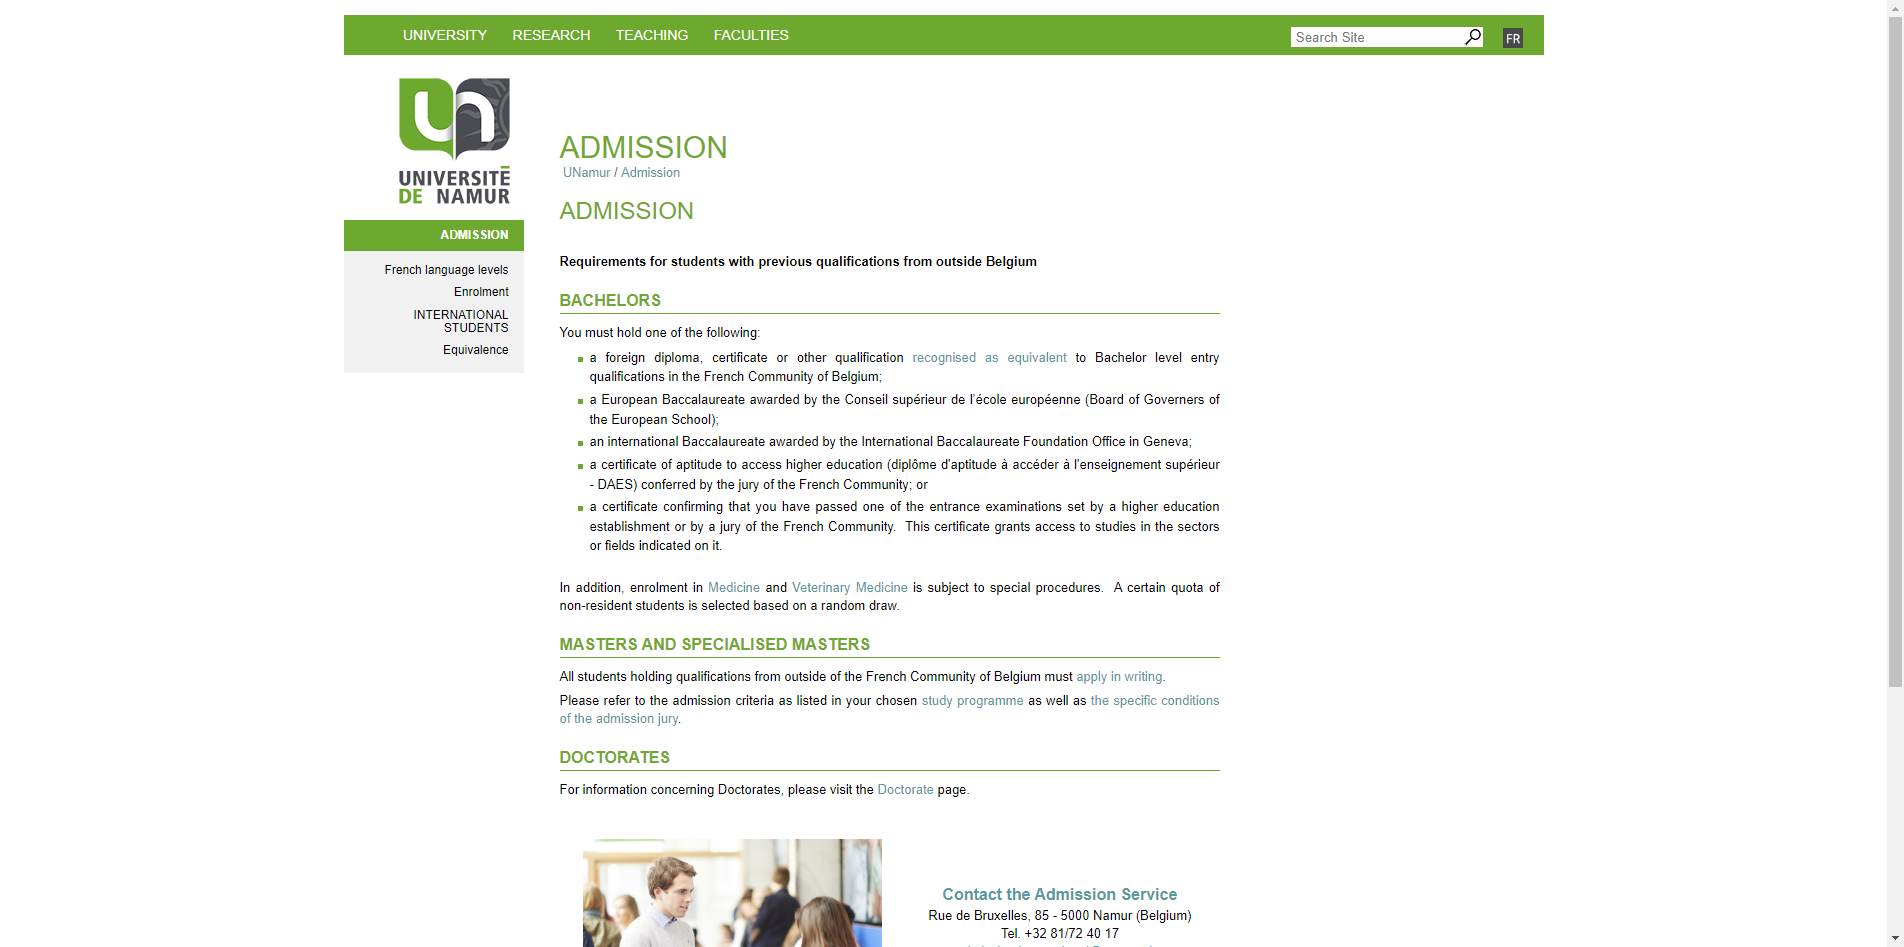 UNIVERSITY RESEARCH TEACHING FACULTIES
Search Site
FR
un
UNIVERSITÉ
DE NAMUR
ADMISSION
French language levels
Enrolment
INTERNATIONAL
STUDENTS
Equivalence
ADMISSION
UNamur / Admission
ADMISSION
Requirements for students with previous qualifications from outside Belgium
BACHELORS
You must hold one of the following:
a foreign diploma, certificate or other qualification recognised as equivalent to Bachelor level entry
qualifications in the French Community of Belgium;
a European Baccalaureate awarded by the Conseil supérieur de l'école européenne (Board of Governers of
the European School);
an international Baccalaureate awarded by the International Baccalaureate Foundation Office in Geneva;
a certificate of aptitude to access higher education (diplôme d'aptitude à accéder à l'enseignement supérieur
- DAES) conferred by the jury of the French Community; or
a certificate confirming that you have passed one of the entrance examinations set by a higher education
establishment or by a jury of the French Community. This certificate grants access to studies in the sectors
or fields indicated on it.
In addition, enrolment in Medicine and Veterinary Medicine is subject to special procedures. A certain quota of
non-resident students is selected based on a random draw.
MASTERS AND SPECIALISED MASTERS
All students holding qualifications from outside of the French Community of Belgium must apply in writing.
Please refer to the admission criteria as listed in your chosen study programme as well as the specific conditions
of the admission jury.
DOCTORATES
For information concerning Doctorates, please visit the Doctorate page.
Contact the Admission Service
Rue de Bruxelles, 85 - 5000 Namur (Belgium)
Tel. +32 81/72 40 17